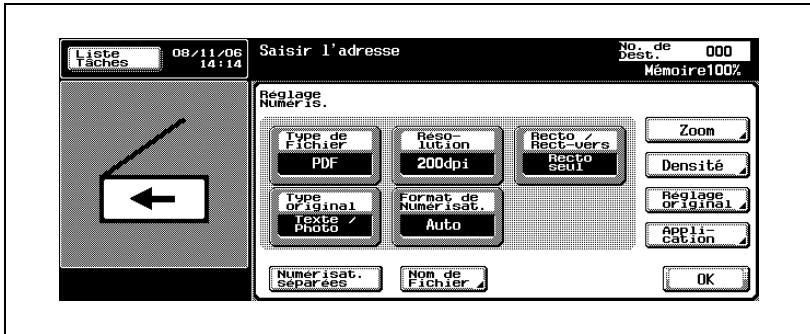 Liste
Tâches
08/11/06
14:14
Saisir l'adresse
No. de
Dest.
000
Mémoire100%
Réglage
Numéris.
Type de
Fichier
PDF
Réso-
lution
200dpi
Recto /
Rect-vers
Recto
seul
Zoom
Densité
Type
original
Texte /
Photo
Format de
Numérisat.
Auto
Réglage
original
Appli-
cation
Numérisat.
séparées
Nom de
Fichier
OK